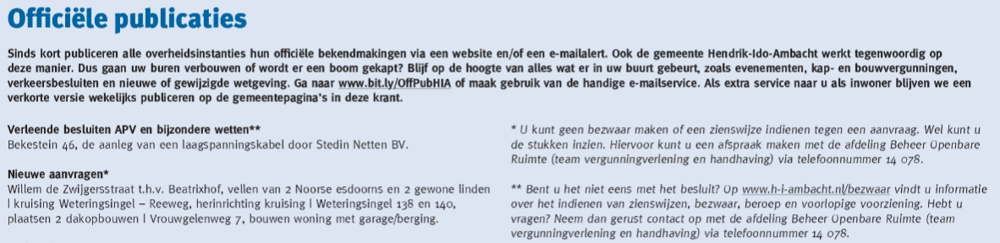 Officiële publicaties
Sinds kort publiceren alle overheidsinstanties hun officiële bekendmakingen via een website en/of een e-mailalert. Ook de gemeente Hendrik-Ido-Ambacht werkt tegenwoordig op
deze manier. Dus gaan uw buren verbouwen of wordt er een boom gekapt? Blijf op de hoogte van alles wat er in uw buurt gebeurt, zoals evenementen, kap- en bouwvergunningen,
verkeersbesluiten en nieuwe of gewijzigde wetgeving. Ga naar www.bit.ly/OffPubHIA of maak gebruik van de handige e-mailservice. Als extra service naar u als inwoner blijven we een
verkorte versie wekelijks publiceren op de gemeentepagina's in deze krant.
Verleende besluiten APV en bijzondere wetten**
Bekestein 46, de aanleg van een laagspanningskabel door Stedin Netten BV.
Nieuwe aanvragen*
Willem de Zwijgersstraat t.h.v. Beatrixhof, vellen van 2 Noorse esdoorns en 2 gewone linden
| kruising Weteringsingel – Reeweg, herinrichting kruising | Weteringsingel 138 en 140,
plaatsen 2 dakopbouwen | Vrouwgelenweg 7, bouwen woning met garage/berging.
* U kunt geen bezwaar maken of een zienswijze indienen tegen een aanvraag. Wel kunt u
de stukken inzien. Hiervoor kunt u een afspraak maken met de afdeling Beheer Openbare
Ruimte (team vergunningverlening en handhaving) via telefoonnummer 14 078.
** Bent u het niet eens met het besluit? Op www.h-i-ambacht.nl/bezwaar vindt u informatie
over het indienen van zienswijzen, bezwaar, beroep en voorlopige voorziening. Hebt u
vragen? Neem dan gerust contact op met de afdeling Beheer Openbare Ruimte (team
vergunningverlening en handhaving) via telefoonnummer 14 078.